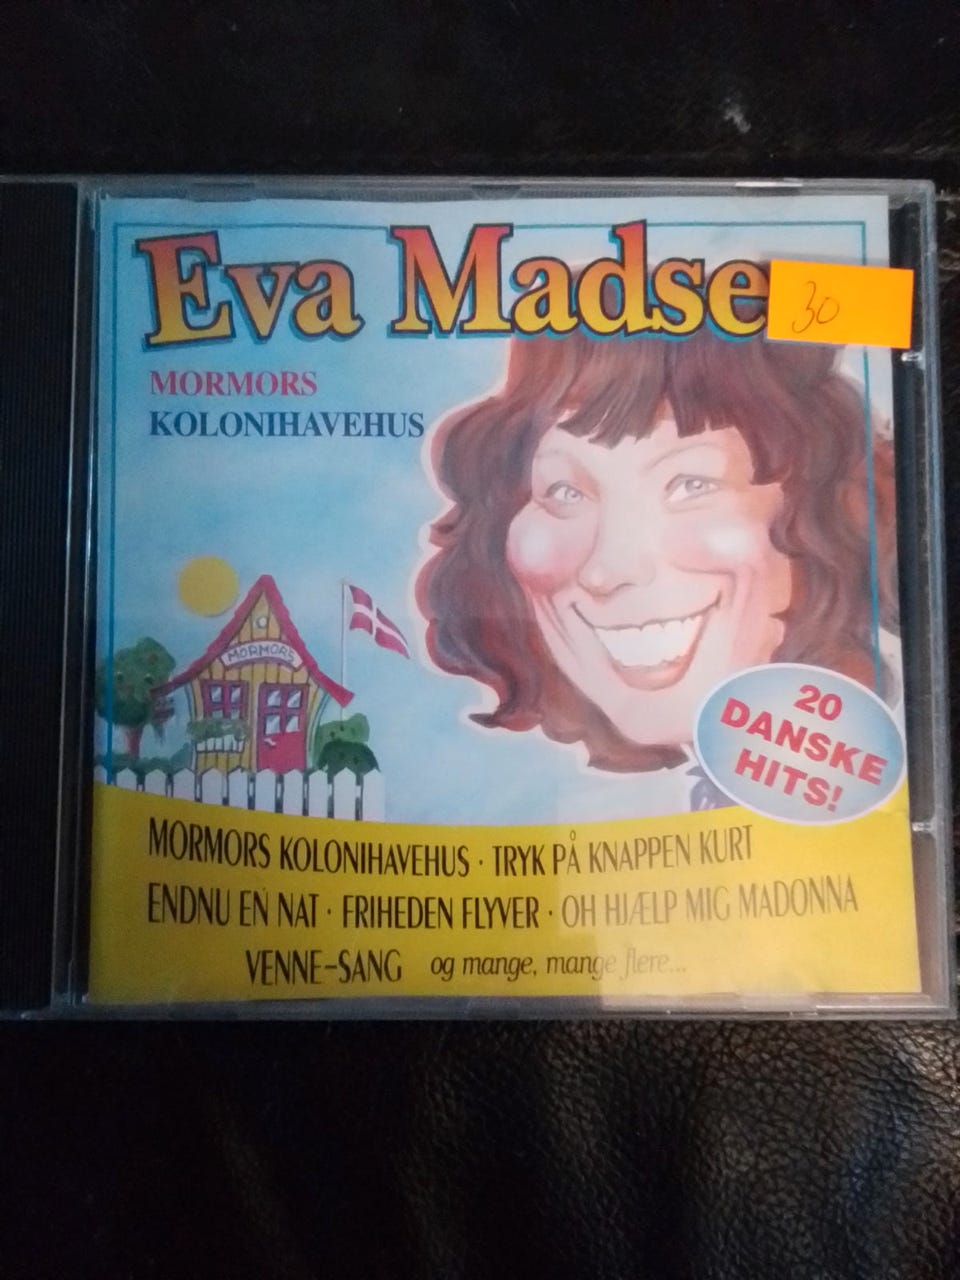 Eva Madse
30
MORMORS
KOLONIHAVEHUS
MORMORS
20
DANSKE
HITS!
MORMORS KOLONIHAVEHUS · TRYK PÅ KNAPPEN KURT
ENDNU EN NAT · FRIHEDEN FLYVER · OH HJÆLP MIG MADONNA
VENNE-SANG og mange, mange flere...